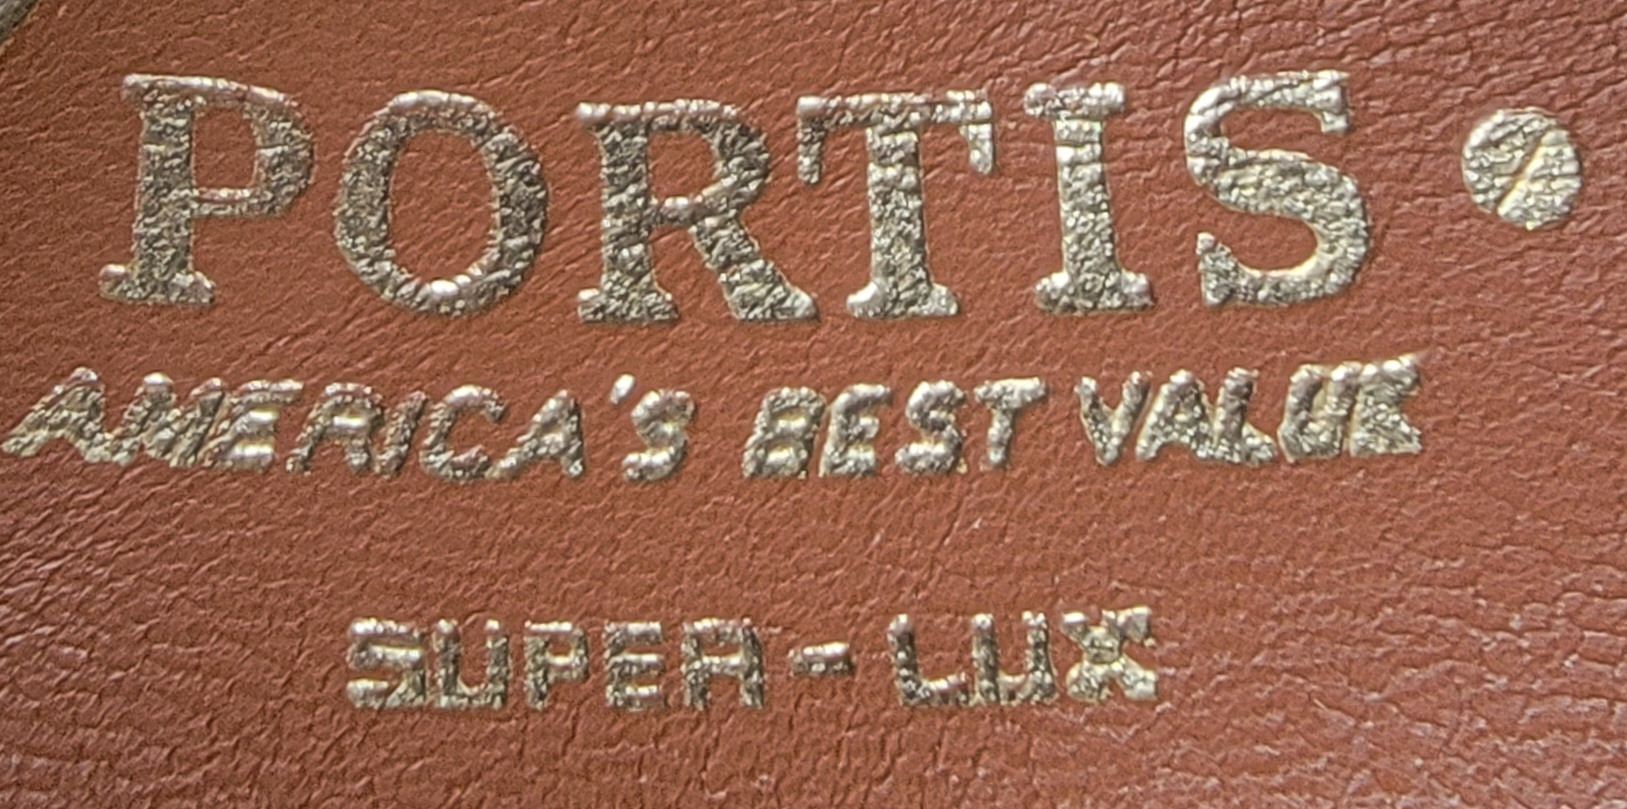 PORTIS •
AMERICA'S BEST VALUE
SUPER-LUX